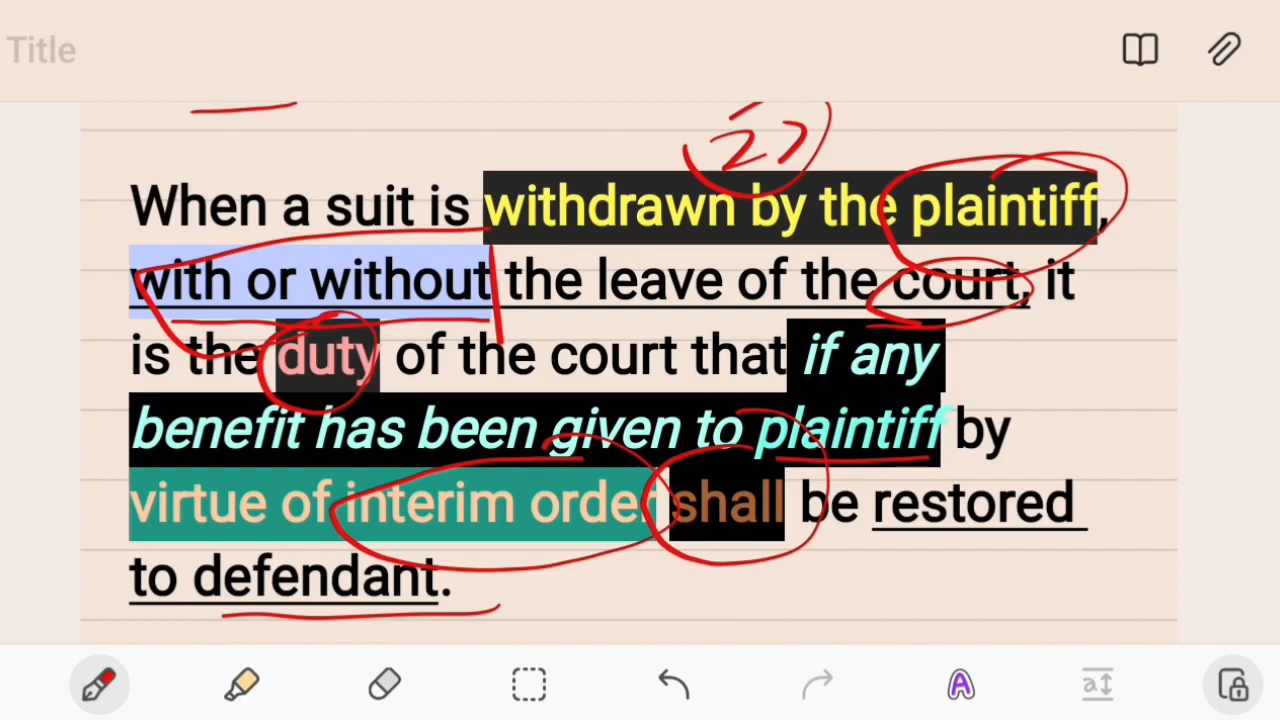 Title
2>
When a suit is withdrawn by the plaintiff,
with or without the leave of the court, it
is the duty of the court that if any
benefit has been given to plaintiff by
virtue of interim order shall be restored
to defendant.
A
a